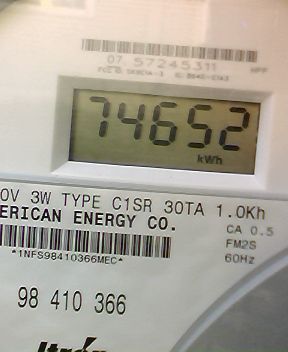 07 57245311
74652
kWh
0V 3W TYPE C1SR 30TA 1.0Kh
ERICAN ENERGY CO.
CA 0.5
FM2S
60Hz
*1NFS98410366MEC*
98 410 366
Itrón